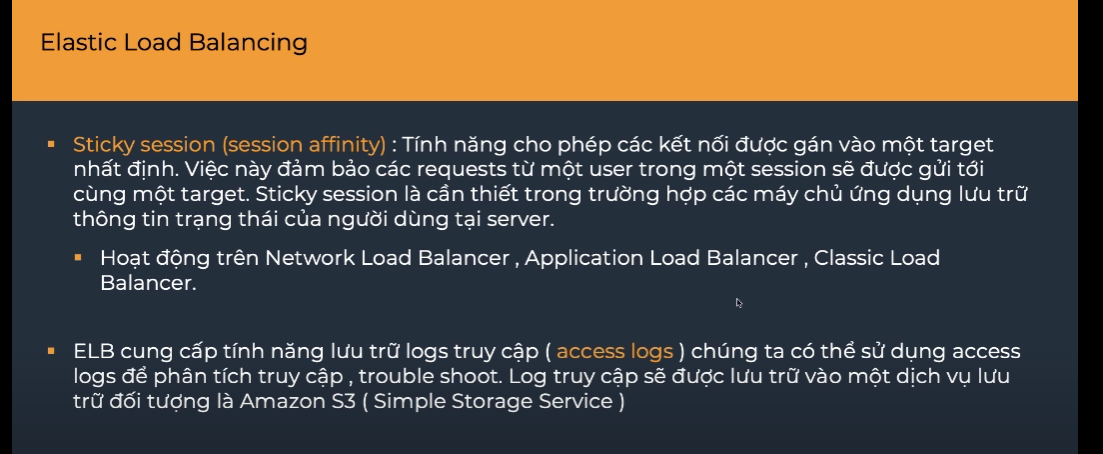 Elastic Load Balancing
▪ Sticky session (session affinity) : Tính năng cho phép các kết nối được gán vào một target
nhất định. Việc này đảm bảo các requests từ một user trong một session sẽ được gửi tới
cùng một target. Sticky session là cần thiết trong trường hợp các máy chủ ứng dụng lưu trữ
thông tin trạng thái của người dùng tại server.
▪ Hoạt động trên Network Load Balancer , Application Load Balancer , Classic Load
Balancer.
▪ ELB cung cấp tính năng lưu trữ logs truy cập ( access logs ) chúng ta có thể sử dụng access
logs để phân tích truy cập , trouble shoot. Log truy cập sẽ được lưu trữ vào một dịch vụ lưu
trữ đối tượng là Amazon S3 ( Simple Storage Service )